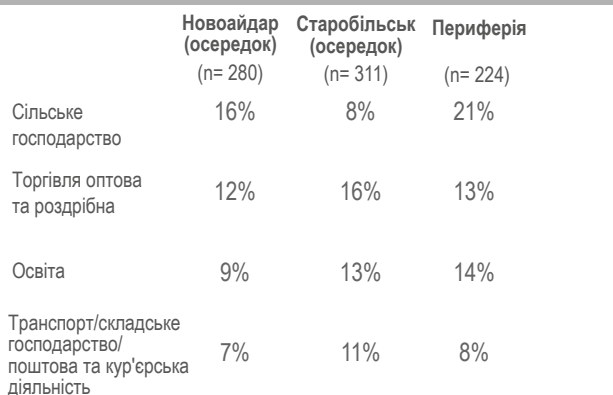 Новоайдар Старобільськ Периферія
(осередок) (осередок)
(n= 280) (n= 311) (n= 224)
Сільське 16% 8% 21%
господарство
Торгівля оптова
та роздрібна 12% 16% 13%
Освіта 9% 13% 14%
Транспорт/складське
господарство/ 7% 11% 8%
поштова та кур'єрська
діяльність